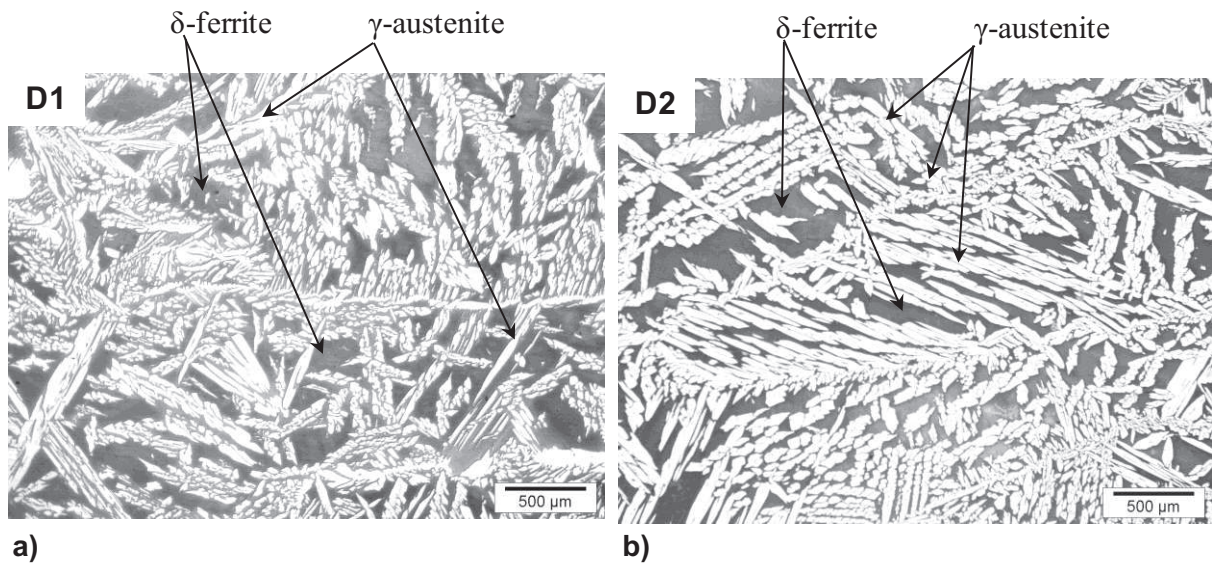 δ-ferrite γ-austenite
D1
500 µm
a)
δ-ferrite γ-austenite
D2
500 µm
b)